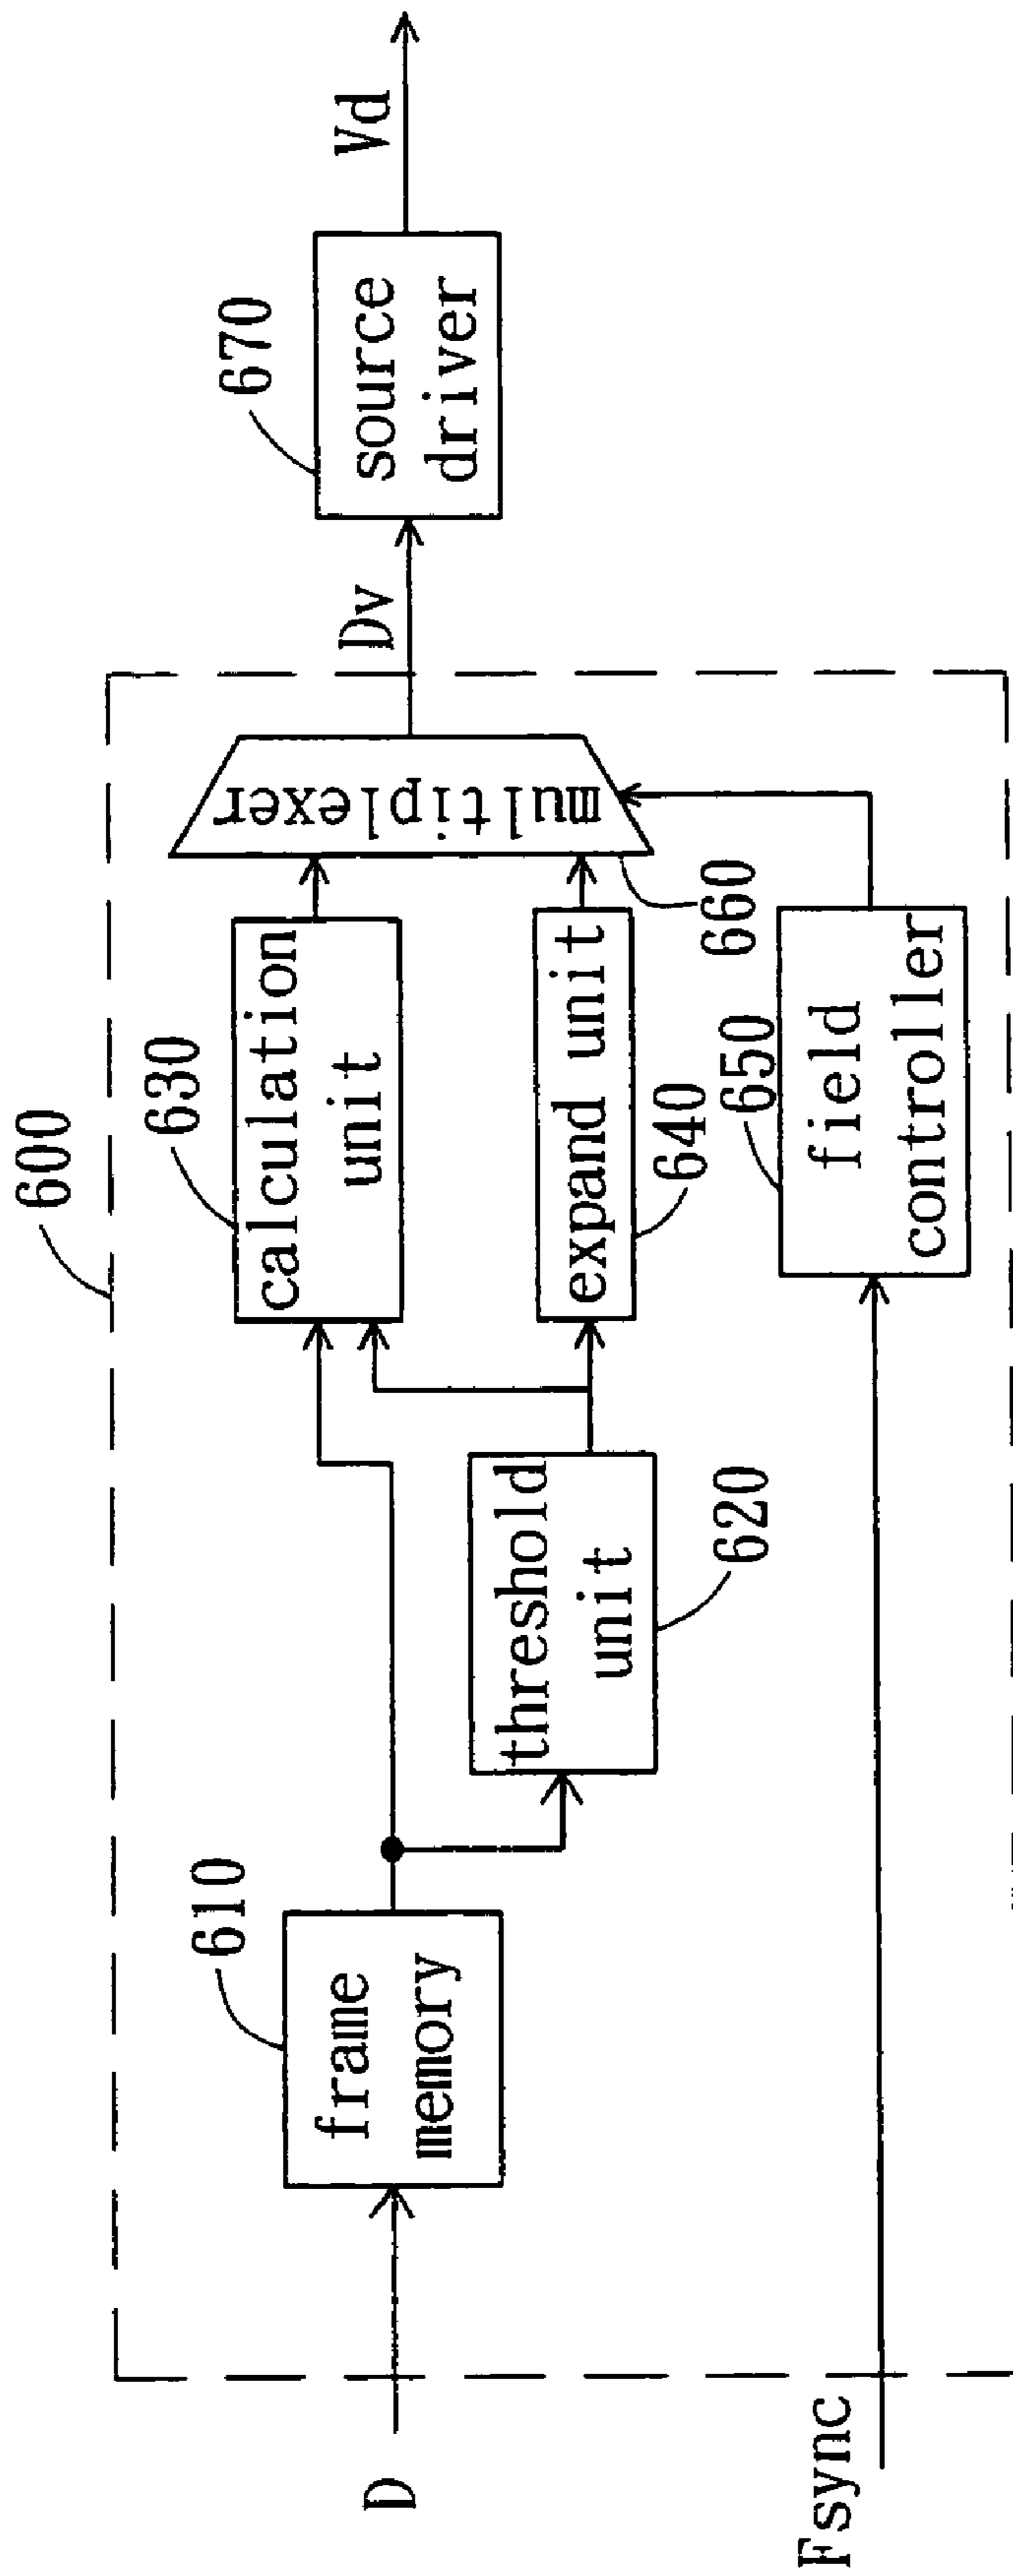 600
610
frame
memory
630
calculation
unit
670
source
driver
D
Dv
Vd
multiplexer
threshold
unit
620
expand unit
640
660
650
field
controller
Fsync